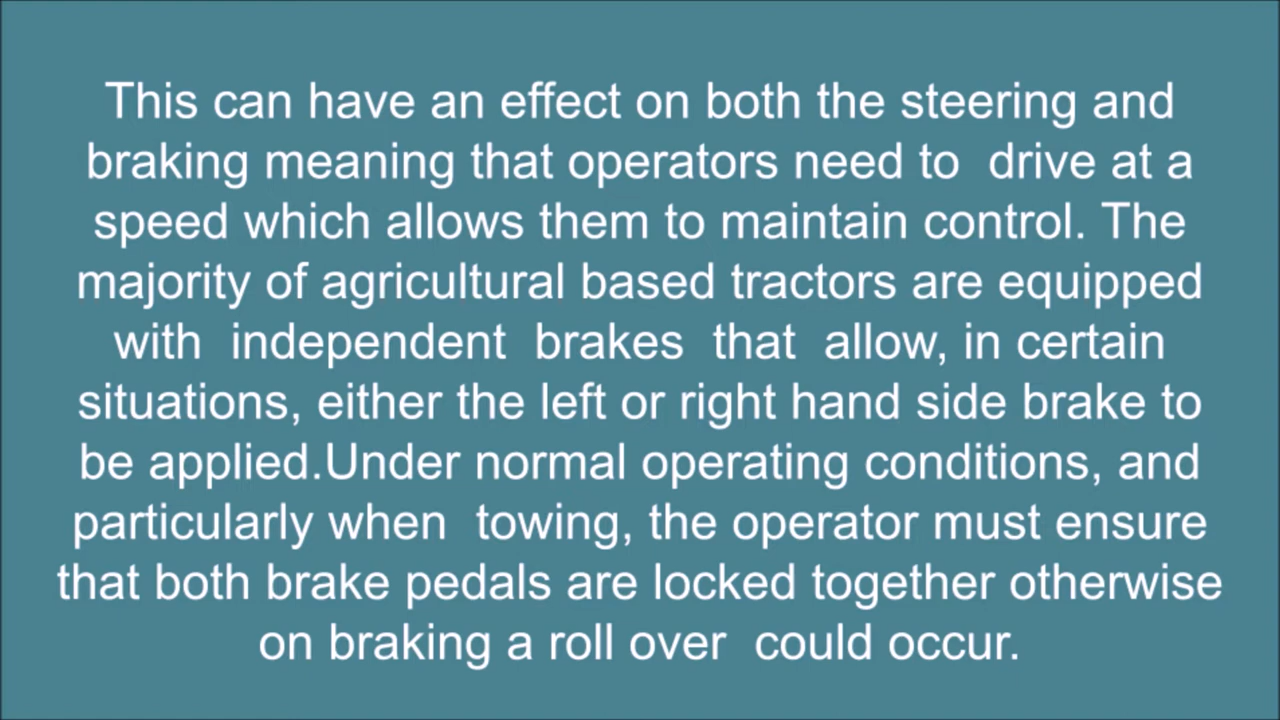 This can have an effect on both the steering and
braking meaning that operators need to  drive at a
speed which allows them to maintain control. The
majority of agricultural based tractors are equipped
with  independent  brakes  that  allow, in certain
situations, either the left or right hand side brake to
be applied.Under normal operating conditions, and
particularly when  towing, the operator must ensure
that both brake pedals are locked together otherwise
on braking a roll over  could occur.